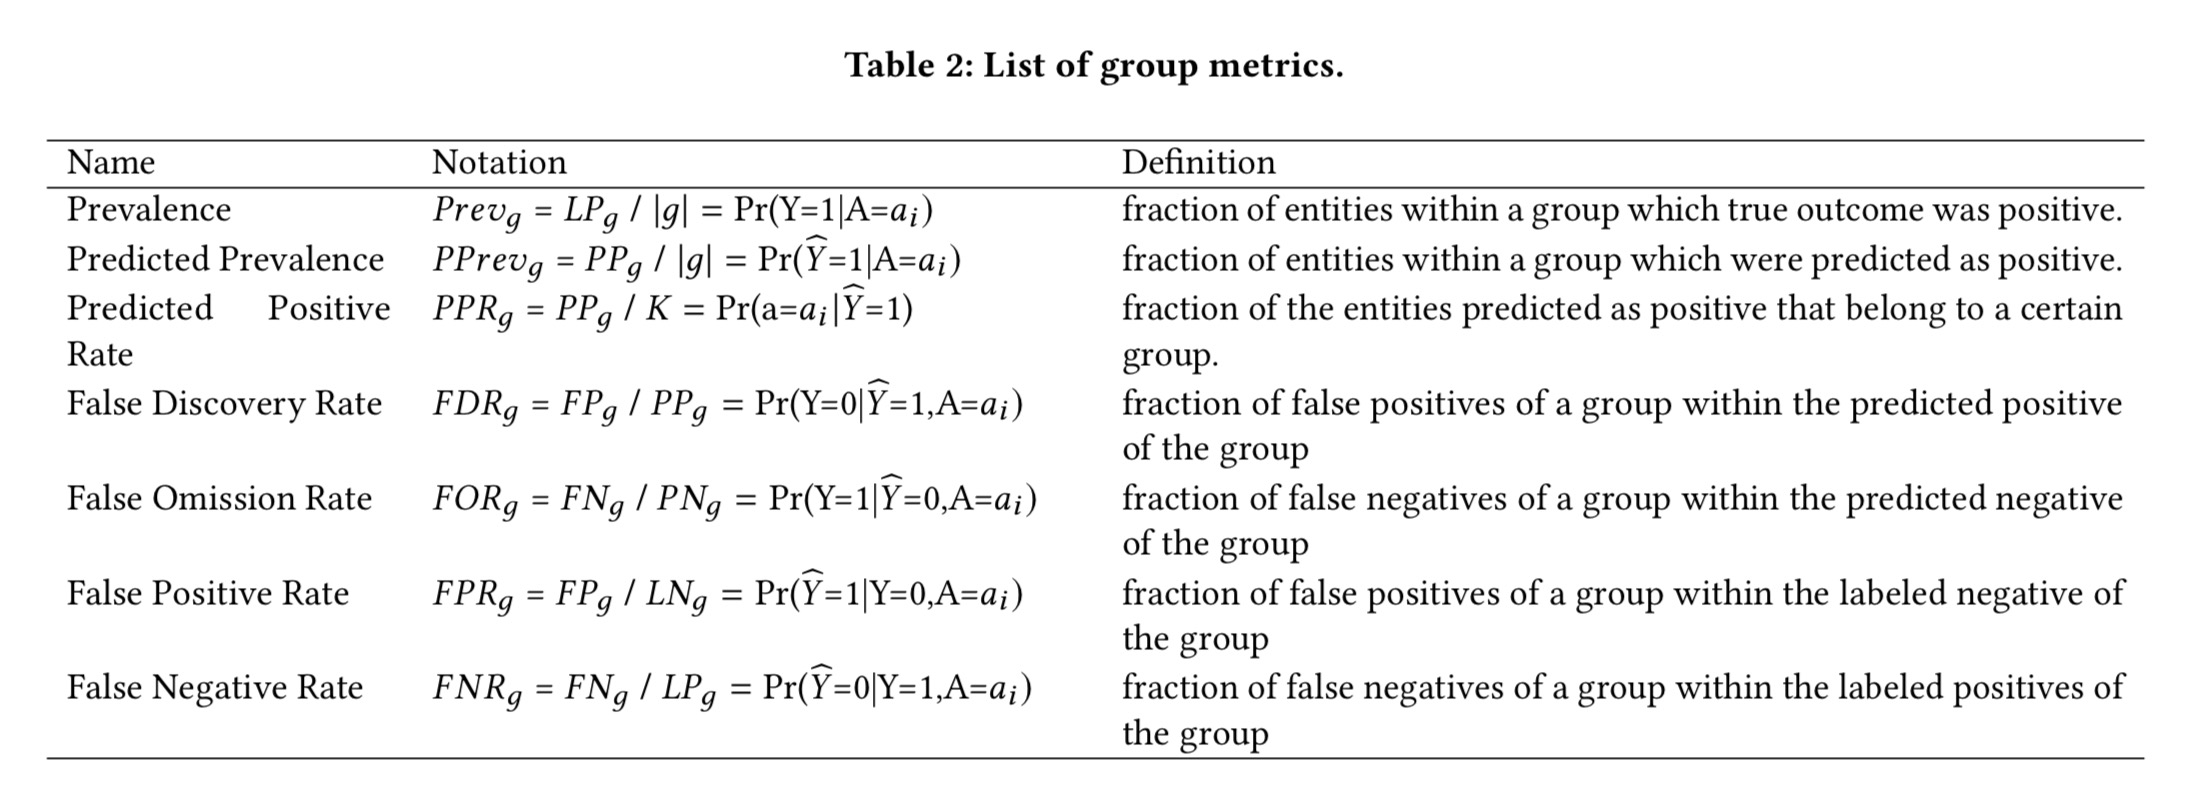 Table 2: List of group metrics.
Name Notation Definition
Prevalence Prev_g = LP_g / |g| = Pr(Y=1|A=a_i) fraction of entities within a group which true outcome was positive.
Predicted Prevalence PPrev_g = PP_g / |g| = Pr(Ŷ=1|A=a_i) fraction of entities within a group which were predicted as positive.
Predicted Positive PPR_g = PP_g / K = Pr(a=a_i|Ŷ=1) fraction of the entities predicted as positive that belong to a certain
Rate group.
False Discovery Rate FDR_g = FP_g / PP_g = Pr(Y=0|Ŷ=1,A=a_i) fraction of false positives of a group within the predicted positive
of the group
False Omission Rate FOR_g = FN_g / PN_g = Pr(Y=1|Ŷ=0,A=a_i) fraction of false negatives of a group within the predicted negative
of the group
False Positive Rate FPR_g = FP_g / LN_g = Pr(Ŷ=1|Y=0,A=a_i) fraction of false positives of a group within the labeled negative of
the group
False Negative Rate FNR_g = FN_g / LP_g = Pr(Ŷ=0|Y=1,A=a_i) fraction of false negatives of a group within the labeled positives of
the group